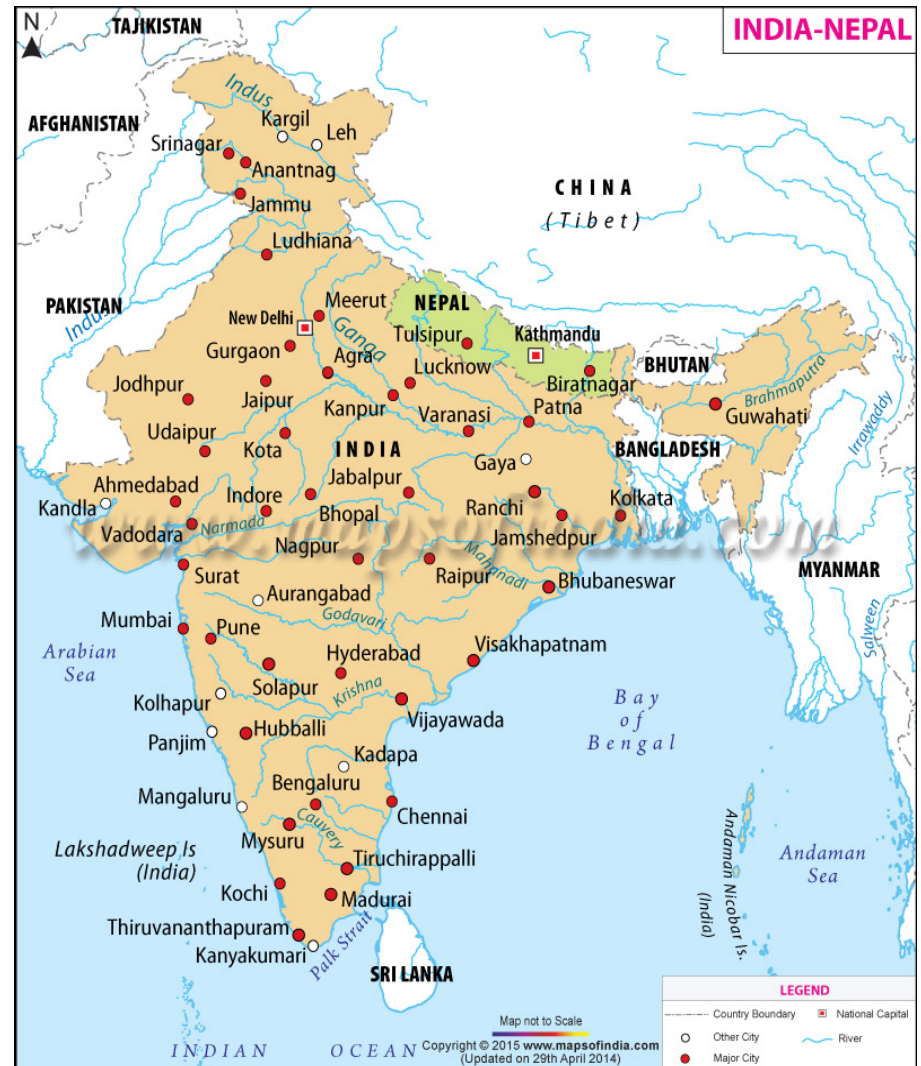 N
TAJIKISTAN
INDIA-NEPAL
Indus
AFGHANISTAN
Kargil
Leh
Srinagar
Anantnag
CHINA
(Tibet)
Jammu
Ludhiana
PAKISTAN
Indus
NEPAL
Meerut
New Delhi
Ganga
Tulsipur
Kathmandu
Gurgaon
Agra
Lucknow
BHUTAN
Jodhpur
Biratnagar
Brahmaputra
Jaipur
Kanpur
Varanasi
Patna
Guwahati
Irrawaddy
Udaipur
Kota
INDIA
BANGLADESH
Gaya
Ahmedabad
Indore
Jabalpur
Kandla
Bhopal
Ranchi
Kolkata
www.mapsofindia.com
Vadodara
Narmada
Jamshedpur
Nagpur
Mahanadi
Surat
Raipur
Bhubaneswar
MYANMAR
Aurangabad
Godavari
Salween
Mumbai
Pune
Arabian
Sea
Hyderabad
Visakhapatnam
Solapur
Krishna
Kolhapur
Bay
of
Bengal
Vijayawada
Panjim
Hubballi
Kadapa
Bengaluru
Mangaluru
Chennai
Cauvery
Mysuru
Lakshadweep Is
(India)
Tiruchirappalli
Andaman Nicobar Is.
(India)
Andaman
Sea
Kochi
Madurai
Thiruvananthapuram
Kanyakumari
Palk Strait
SRI LANKA
LEGEND
Country Boundary
National Capital
Other City
River
Major City
Map not to Scale
INDIAN OCEAN
Copyright © 2015 www.mapsofindia.com
(Updated on 29th April 2014)